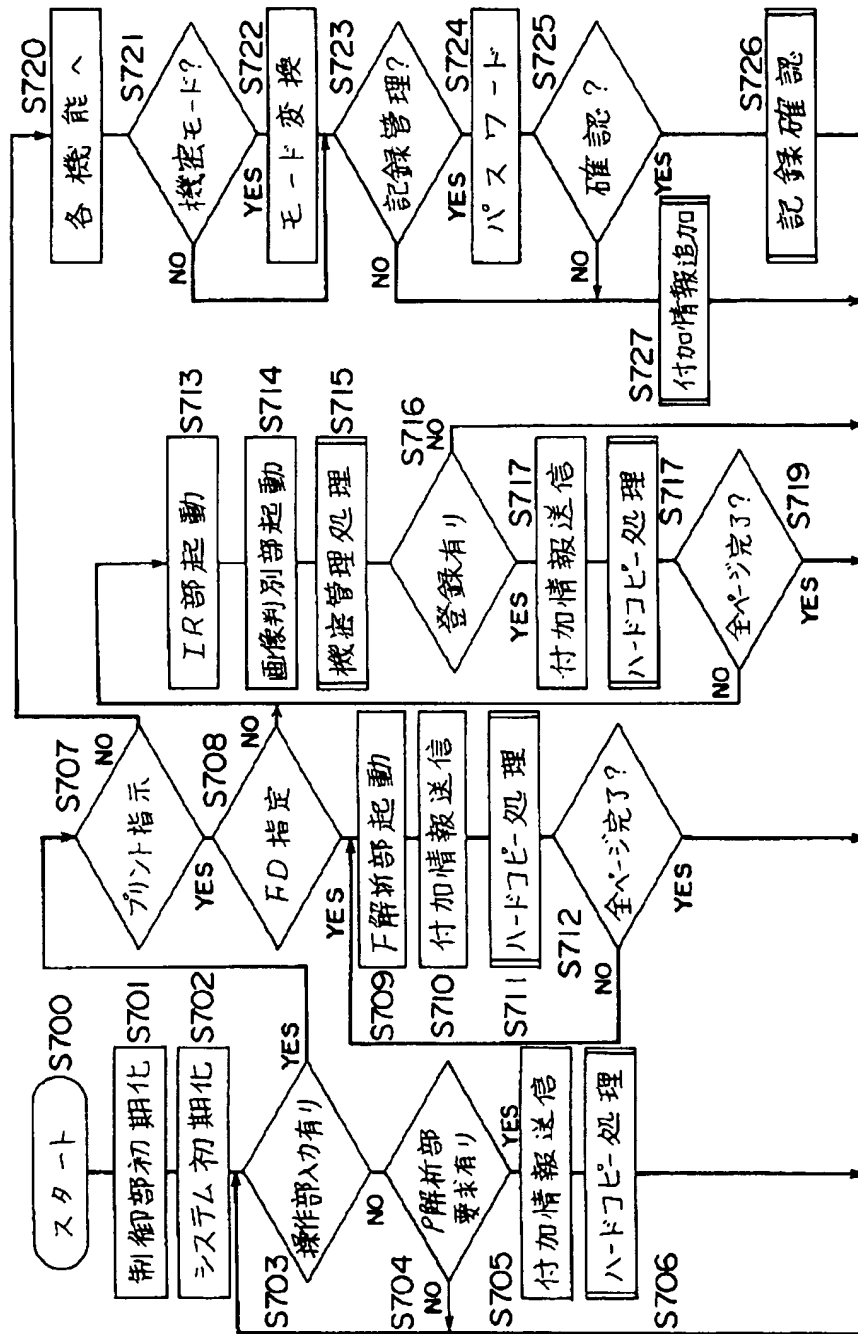 S700
スタート
S701
制御部初期化
S702
システム初期化
S703
操作部入力有り
YES
NO
S704
P解析部
要求有り
NO
YES
S705
付加情報送信
S706
ハードコピー処理
S707
プリント指示
NO
YES
S708
FD指定
NO
YES
S709
F解析部起動
S710
付加情報送信
S711
ハードコピー処理
S712
全ページ完了?
NO
YES
S713
IR部起動
S714
画像判別部起動
S715
機密管理処理
S716
登録有り
NO
YES
S717
付加情報送信
S717
ハードコピー処理
S719
全ページ完了?
NO
YES
S720
各機能へ
S721
機密モード?
NO
YES
S722
モード変換
S723
記録管理?
NO
YES
S724
パスワード
S725
確認?
NO
YES
S726
記録確認
S727
付加情報追加